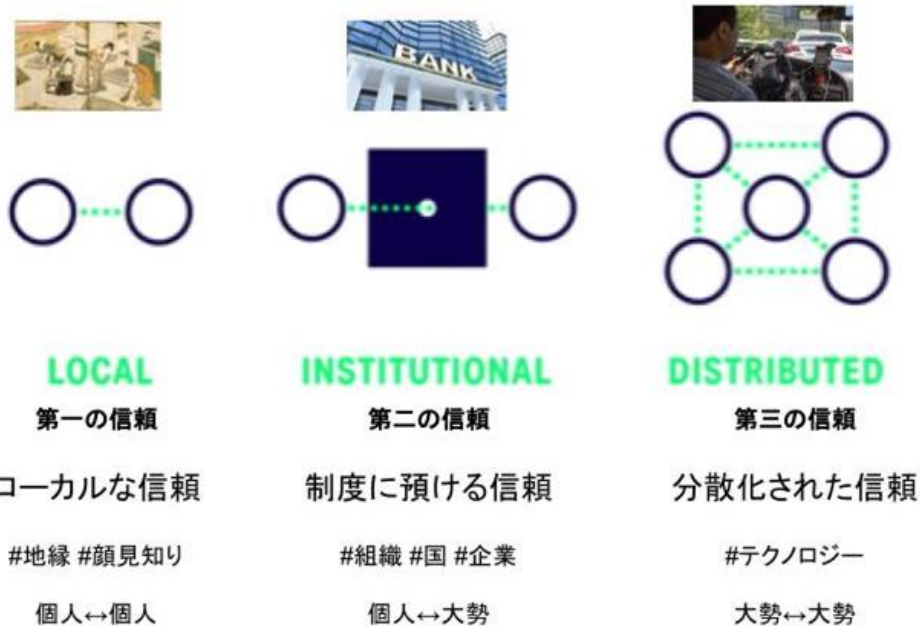 BANK
LOCAL
第一の信頼
ローカルな信頼
#地縁 #顔見知り
個人↔個人
INSTITUTIONAL
第二の信頼
制度に預ける信頼
#組織 #国 #企業
個人↔大勢
DISTRIBUTED
第三の信頼
分散化された信頼
#テクノロジー
大勢↔大勢